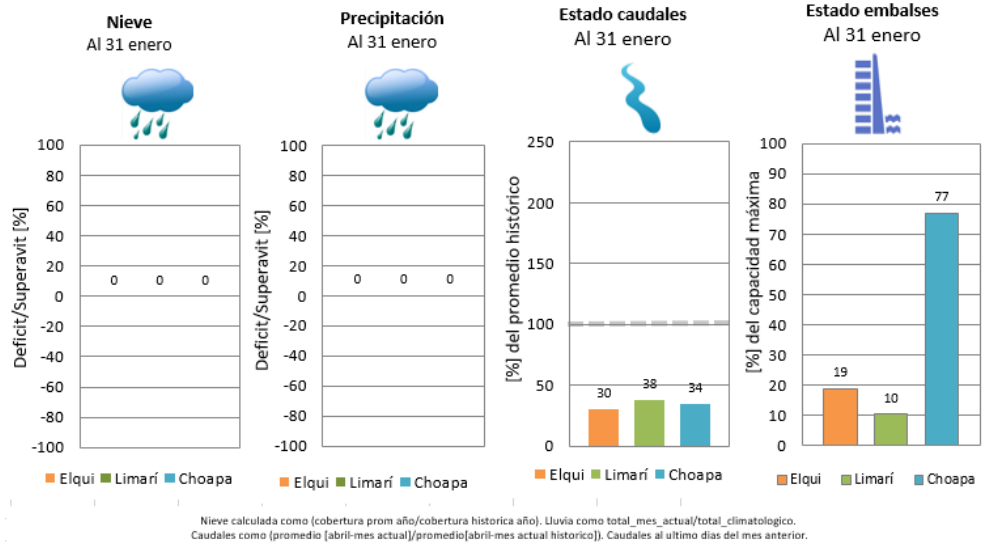 Nieve
Al 31 enero
Deficit/Superavit [%]
100
80
60
40
20
0
-20
-40
-60
-80
-100
0 0 0
Elqui Limarí Choapa
Precipitación
Al 31 enero
Deficit/Superavit [%]
100
80
60
40
20
0
-20
-40
-60
-80
-100
0 0 0
Elqui Limarí Choapa
Estado caudales
Al 31 enero
[%] del promedio histórico
250
200
150
100
50
0
30 38 34
Elqui Limarí Choapa
Estado embalses
Al 31 enero
[%] del capacidad máxima
100
90
80
70
60
50
40
30
20
10
0
19 10 77
Elqui Limarí Choapa
Nieve calculada como (cobertura prom año/cobertura historica año). Lluvia como total_mes_actual/total_climatologico.
Caudales como (promedio [abril-mes actual]/promedio[abril-mes actual historico]). Caudales al ultimo dias del mes anterior.